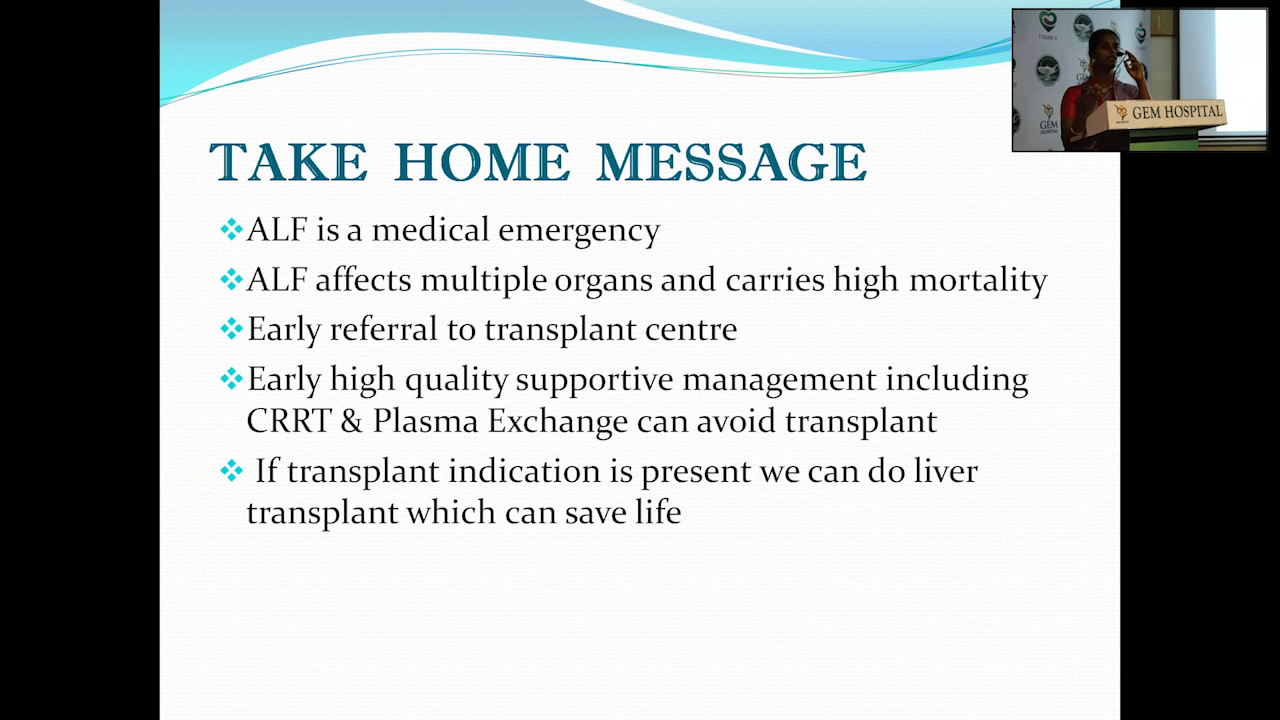 TAKE HOME MESSAGE
ALF is a medical emergency
ALF affects multiple organs and carries high mortality
Early referral to transplant centre
Early high quality supportive management including
CRRT & Plasma Exchange can avoid transplant
If transplant indication is present we can do liver
transplant which can save life
GEM HOSPITAL
GEM
HOSPITAL